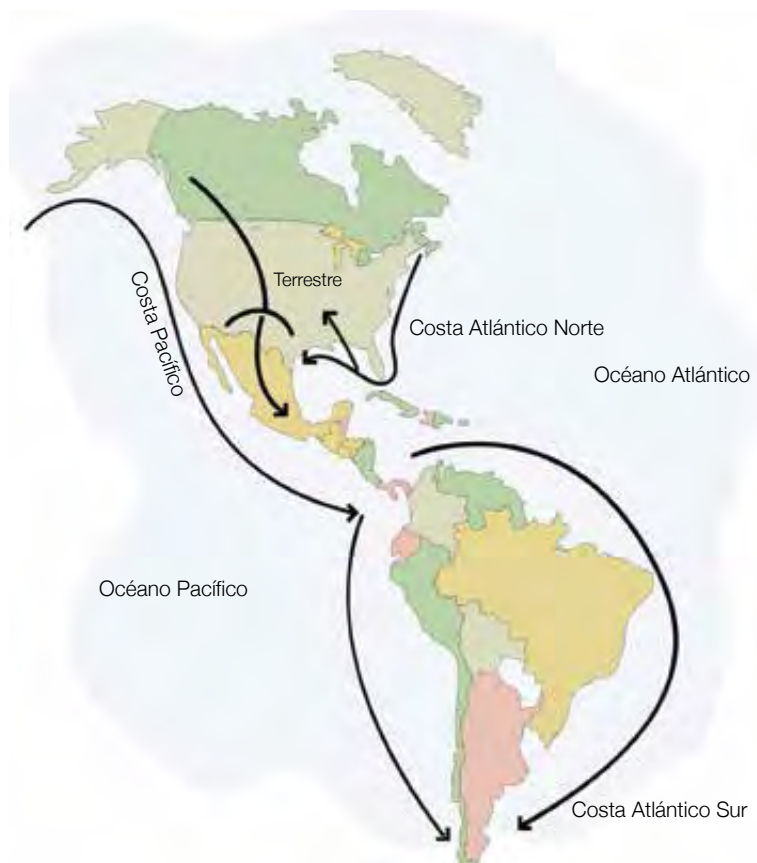 Terrestre
Costa Pacífico
Costa Atlántico Norte
Océano Atlántico
Océano Pacífico
Costa Atlántico Sur